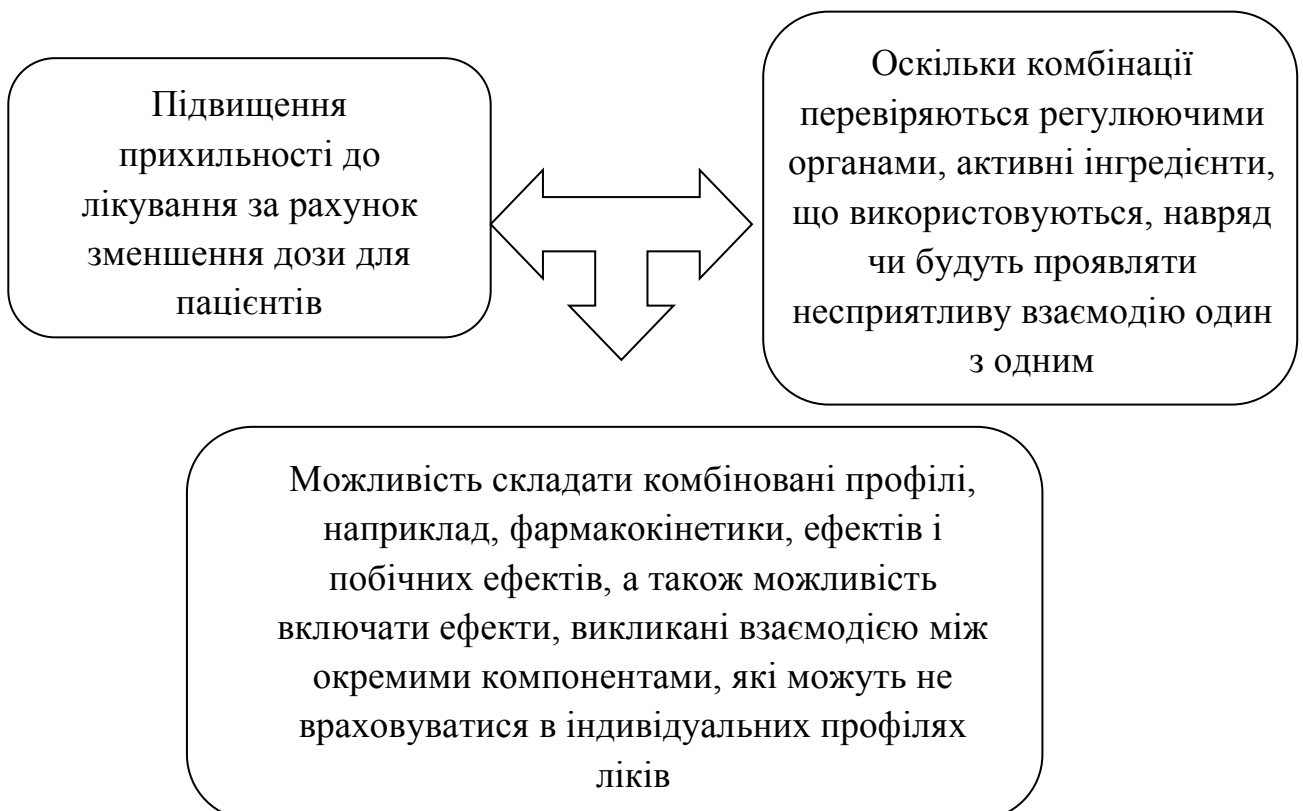 Підвищення
прихильності до
лікування за рахунок
зменшення дози для
пацієнтів
Оскільки комбінації
перевіряються регулюючими
органами, активні інгредієнти,
що використовуються, навряд
чи будуть проявляти
несприятливу взаємодію один
з одним
Можливість складати комбіновані профілі,
наприклад, фармакокінетики, ефектів і
побічних ефектів, а також можливість
включати ефекти, викликані взаємодією між
окремими компонентами, які можуть не
враховуватися в індивідуальних профілях
ліків